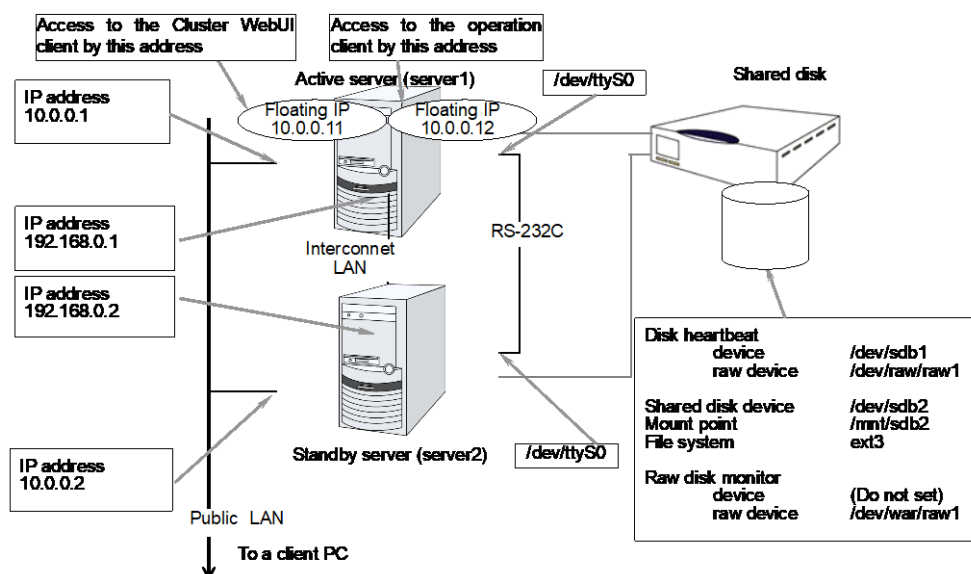 Access to the Cluster WebUI
client by this address
Access to the operation
client by this address
Active server (server1)
/dev/ttyS0
Shared disk
IP address
10.0.0.1
Floating IP
10.0.0.11
Floating IP
10.0.0.12
IP address
192.168.0.1
Interconnet
LAN
RS-232C
IP address
192.168.0.2
Disk heartbeat
device /dev/sdb1
raw device /dev/raw/raw1
Shared disk device /dev/sdb2
Mount point /mnt/sdb2
File system ext3
Raw disk monitor
device (Do not set)
raw device /dev/war/raw1
Standby server (server2)
/dev/ttyS0
IP address
10.0.0.2
Public LAN
To a client PC